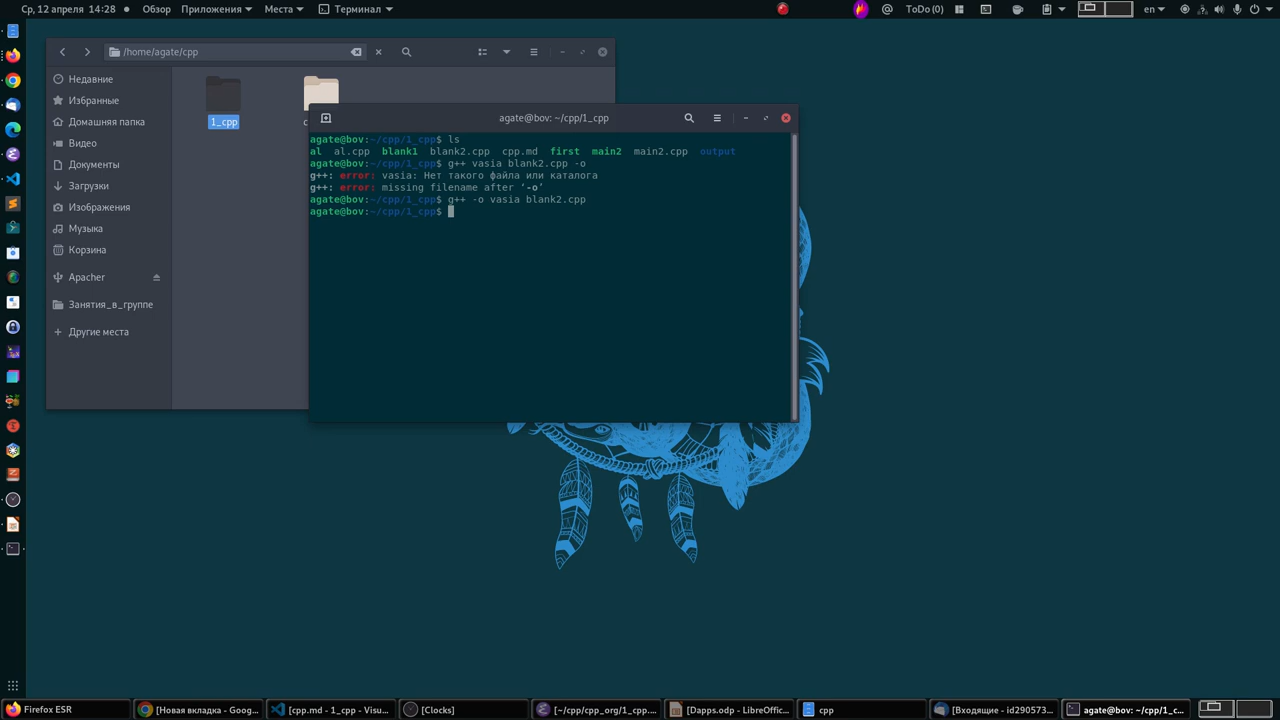 Ср, 12 апреля 14:28
Обзор
Приложения
Места
Терминал
ToDo (0)
en
/home/agate/cpp
Недавние
Избранные
Домашняя папка
Видео
Документы
Загрузки
Изображения
Музыка
Корзина
Apacher
Занятия_в_группе
Другие места
1_cpp
agate@bov: ~/cpp/1_cpp
agate@bov:~/cpp/1_cpp$ ls
al al.cpp blank1 blank2.cpp cpp.md first main2 main2.cpp output
agate@bov:~/cpp/1_cpp$ g++ vasia blank2.cpp -o
g++: error: vasia: Нет такого файла или каталога
g++: error: missing filename after ‘-o’
agate@bov:~/cpp/1_cpp$ g++ -o vasia blank2.cpp
agate@bov:~/cpp/1_cpp$
Firefox ESR
[Новая вкладка - Goog...
[cpp.md - 1_cpp - Visu...
[Clocks]
[~/cpp/cpp_org/1_cpp....
[Dapps.odp - LibreOffic...
cpp
[Входящие - id290573...
agate@bov: ~/cpp/1_c...